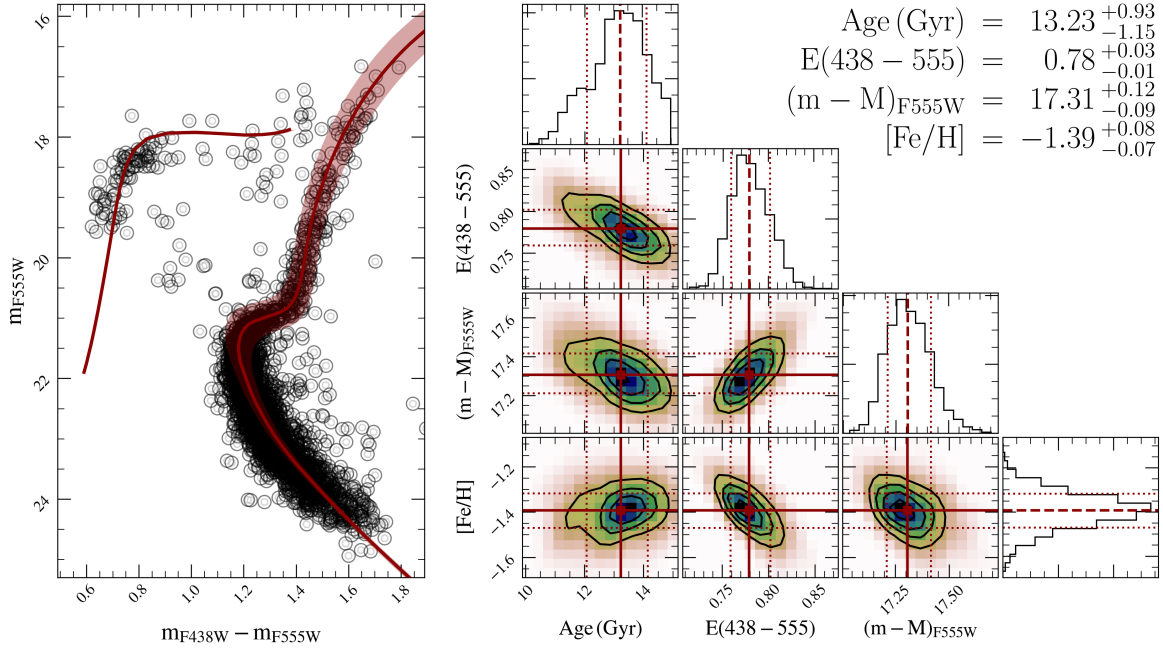 Age (Gyr) = 13.23 +0.93 −1.15
E(438 − 555) = 0.78 +0.03 −0.01
(m − M)F555W = 17.31 +0.12 −0.09
[Fe/H] = −1.39 +0.08 −0.07
16
18
20
22
24
mF555W
0.6 0.8 1.0 1.2 1.4 1.6 1.8
mF438W − mF555W
0.85
0.80
0.75
E(438 − 555)
17.6
17.4
17.2
(m − M)F555W
−1.2
−1.4
−1.6
[Fe/H]
10 12 14
Age (Gyr)
0.75 0.80 0.85
E(438 − 555)
17.25 17.50
(m − M)F555W